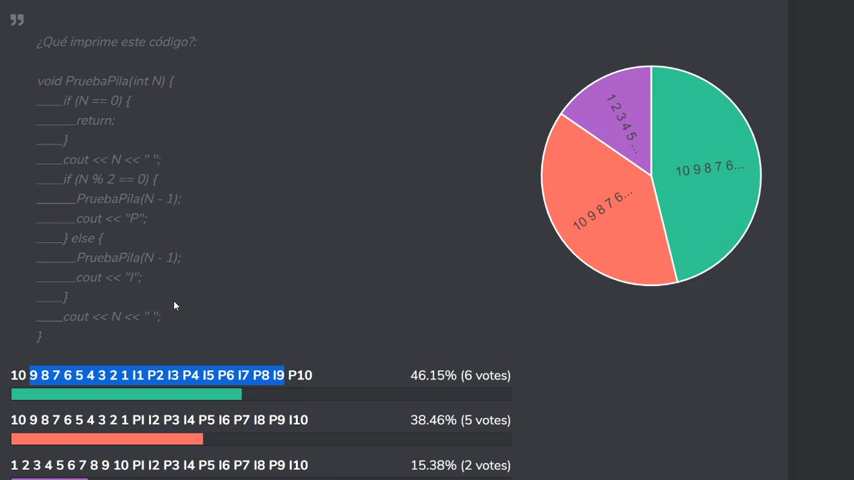 ”
¿Qué imprime este código?:
void PruebaPila(int N) {
____if (N == 0) {
______return;
____}
____cout << N << " ";
____if (N % 2 == 0) {
______PruebaPila(N - 1);
______cout << "P";
____} else {
______PruebaPila(N - 1);
______cout << "I";
____}
____cout << N << " ";
}
10 9 8 7 6...
10 9 8 7 6...
1 2 3 4 5 ...
10 9 8 7 6 5 4 3 2 1 I1 P2 I3 P4 I5 P6 I7 P8 I9 P10 46.15% (6 votes)
10 9 8 7 6 5 4 3 2 1 PI I2 P3 I4 P5 I6 P7 I8 P9 I10 38.46% (5 votes)
1 2 3 4 5 6 7 8 9 10 PI I2 P3 I4 P5 I6 P7 I8 P9 I10 15.38% (2 votes)